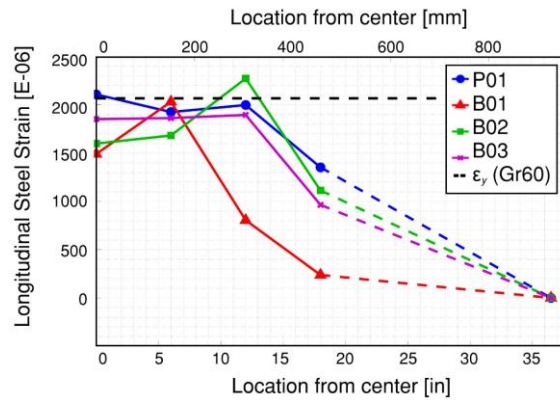 Location from center [mm]
0 200 400 600 800
2500
2000
1500
1000
500
0
Longitudinal Steel Strain [E-06]
P01
B01
B02
B03
εy (Gr60)
0 5 10 15 20 25 30 35
Location from center [in]